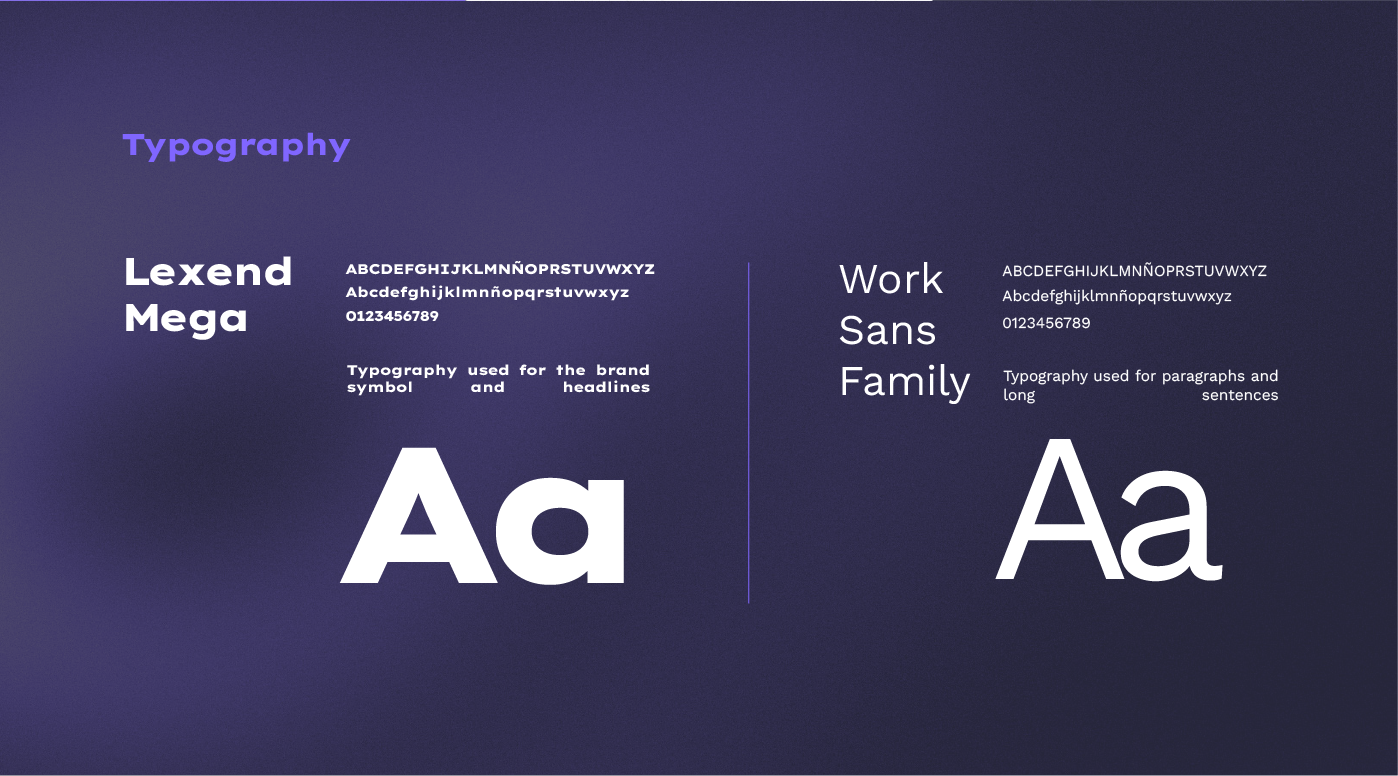 Typography
Lexend
Mega
ABCDEFGHIJKLMNÑOPRSTUVWXYZ
Abcdefghijklmnñopqrstuvwxyz
0123456789
Typography used for the brand
symbol and headlines
Aa
Work
Sans
Family
ABCDEFGHIJKLMNÑOPRSTUVWXYZ
Abcdefghijklmnñopqrstuvwxyz
0123456789
Typography used for paragraphs and
long sentences
Aa